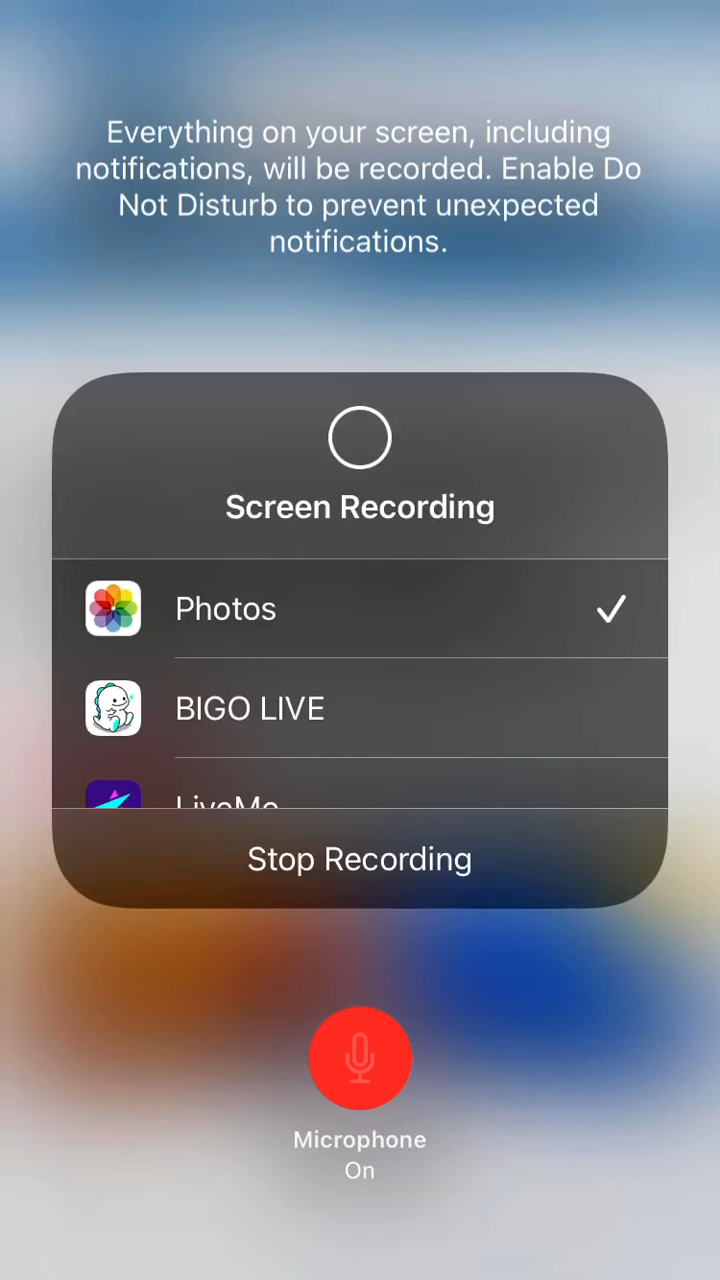 Everything on your screen, including
notifications, will be recorded. Enable Do
Not Disturb to prevent unexpected
notifications.
Screen Recording
Photos
BIGO LIVE
LiveMe
Stop Recording
Microphone
On